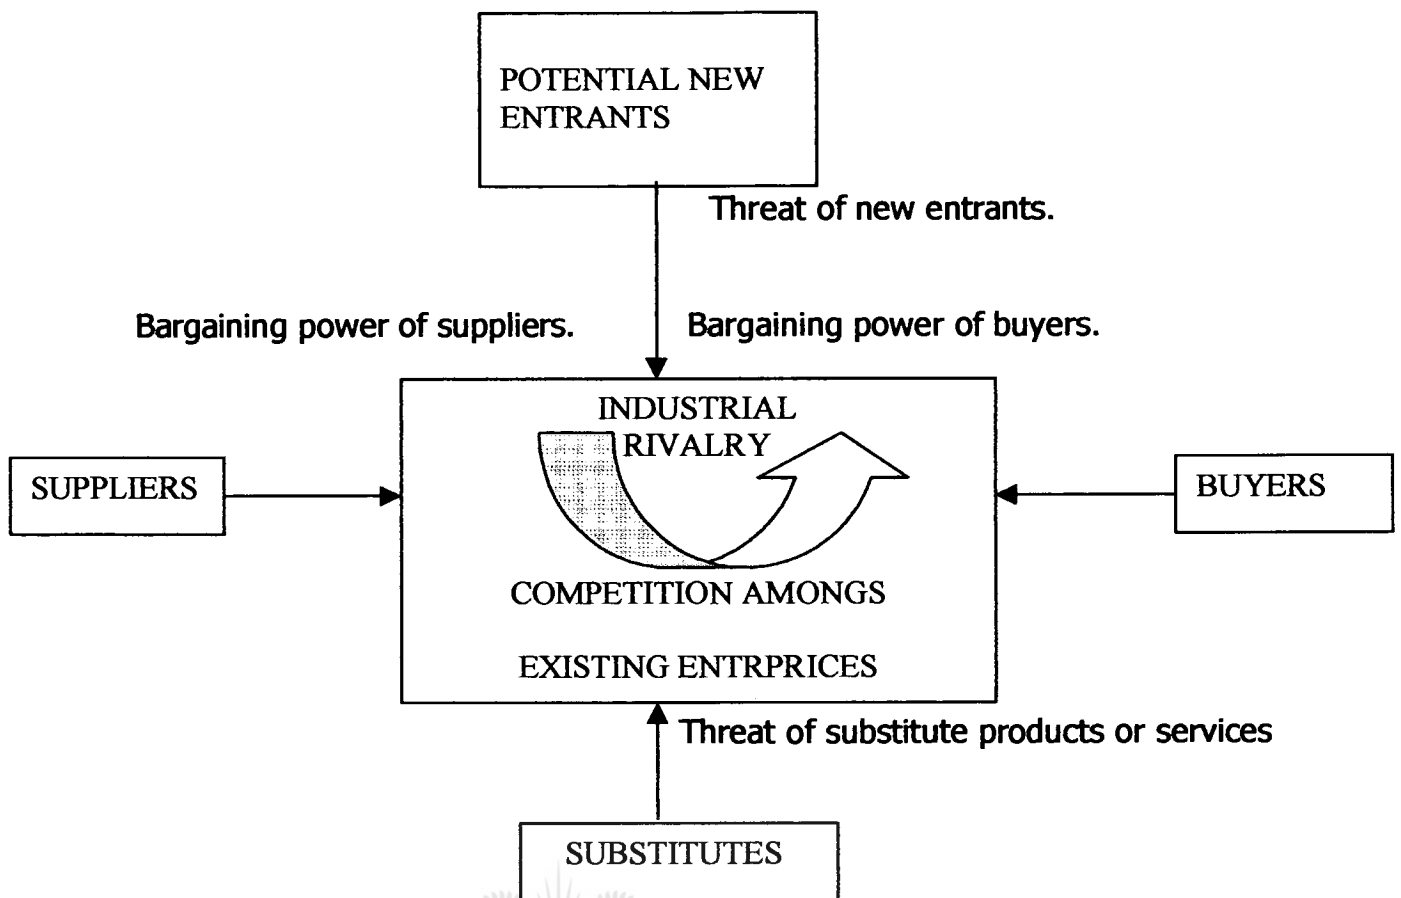 POTENTIAL NEW
ENTRANTS
Threat of new entrants.
Bargaining power of suppliers.
Bargaining power of buyers.
INDUSTRIAL
RIVALRY
SUPPLIERS
BUYERS
COMPETITION AMONGS
EXISTING ENTRPRICES
Threat of substitute products or services
SUBSTITUTES